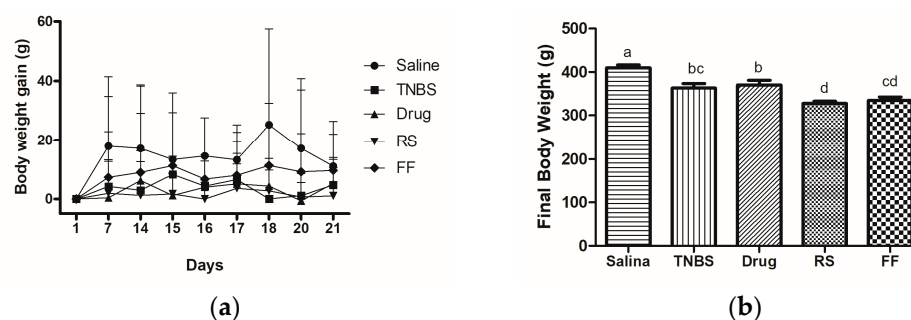 Body weight gain (g)
60
40
20
0
1 7 14 15 16 17 18 20 21
Days
Saline
TNBS
Drug
RS
FF
(a)
Final Body Weight (g)
500
400
300
200
100
0
a
bc
b
d
cd
Salina TNBS Drug RS FF
(b)